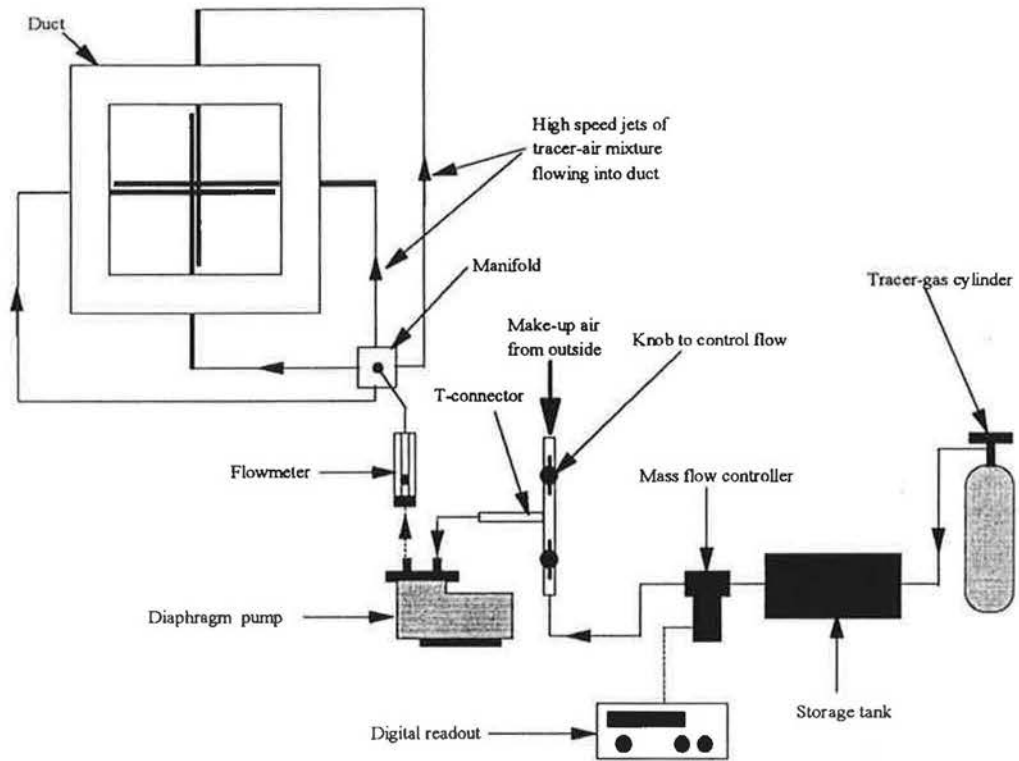 Duct
High speed jets of
tracer-air mixture
flowing into duct
Manifold
Tracer-gas cylinder
Make-up air
from outside
Knob to control flow
T-connector
Flowmeter
Mass flow controller
Diaphragm pump
Storage tank
Digital readout